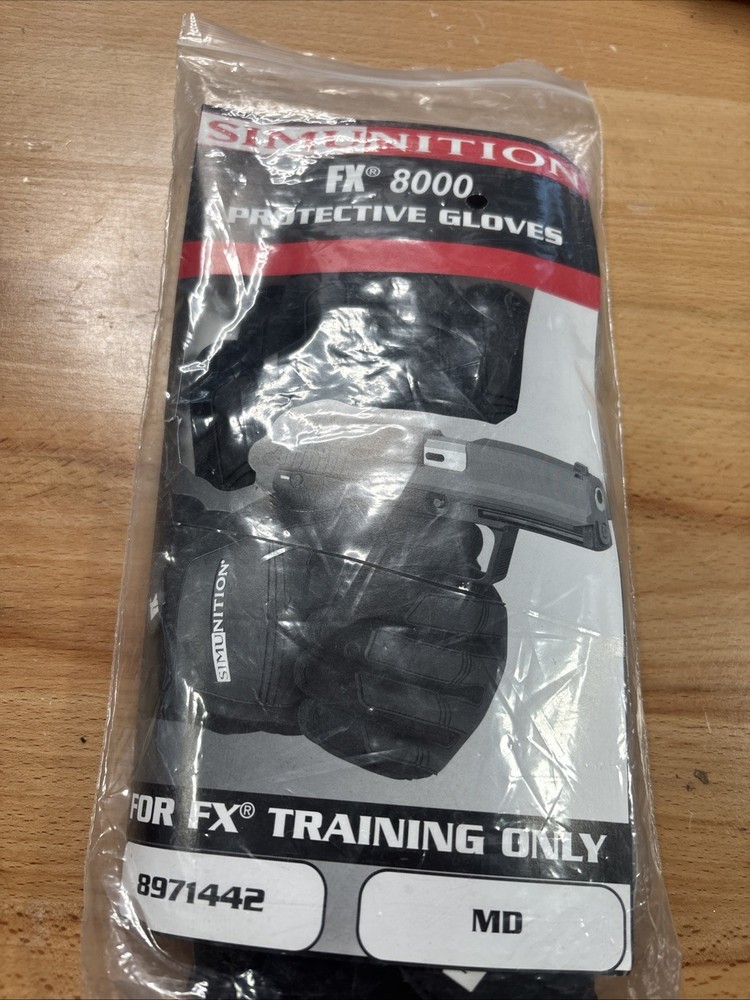 SIMUNITION
FX® 8000
PROTECTIVE GLOVES
SIMUNITION®
FOR FX® TRAINING ONLY
8971442
MD